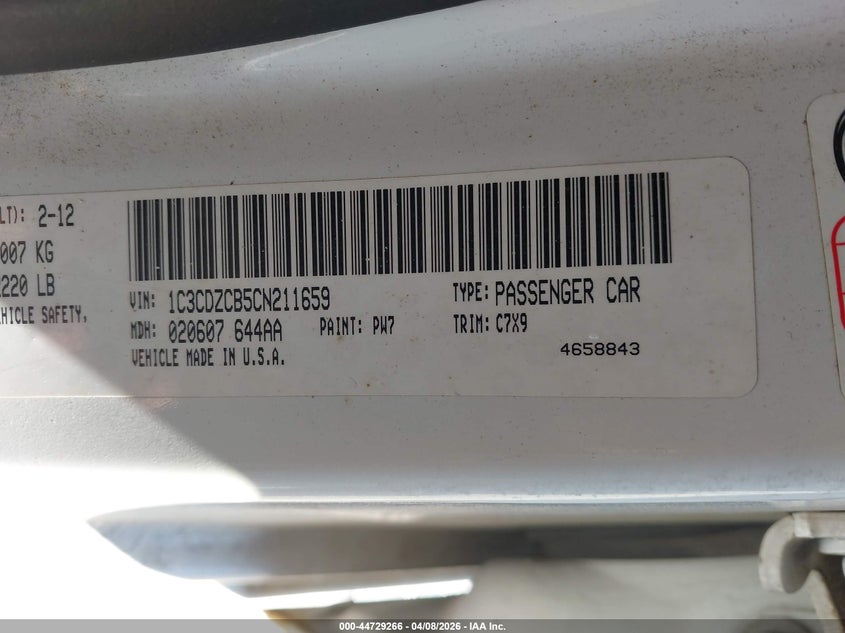 LT): 2-12
007 KG
220 LB
HICLE SAFETY.
VIN: 1C3CDZCB5CN211659
TYPE: PASSENGER CAR
MDH: 020607 644AA
PAINT: PW7
TRIM: C7X9
VEHICLE MADE IN U.S.A.
4658843
000-44729266 - 04/08/2026 - IAA Inc.